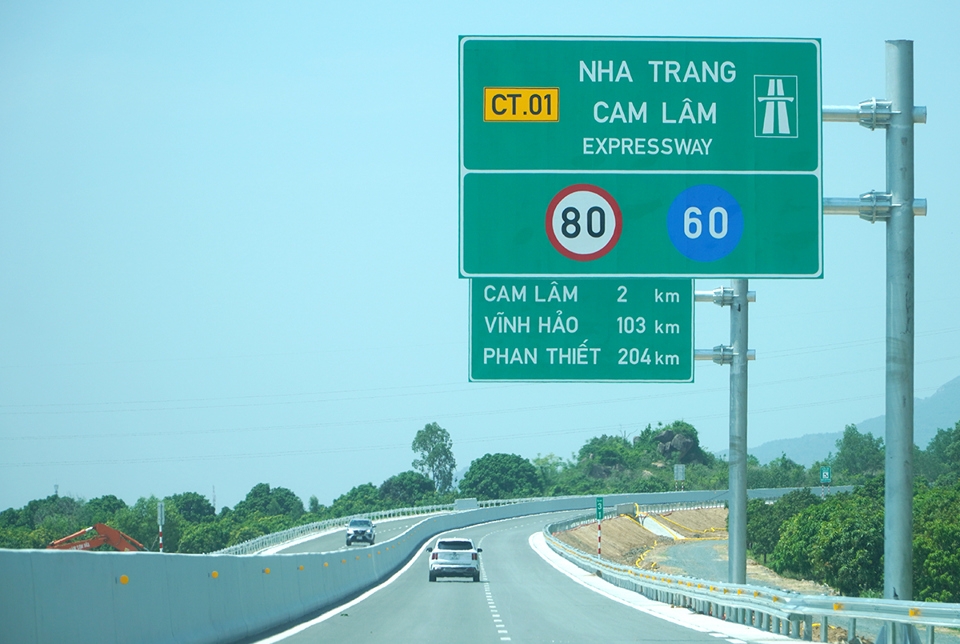 NHA TRANG
CT.01
CAM LÂM
EXPRESSWAY
80 60
CAM LÂM 2 km
VĨNH HẢO 103 km
PHAN THIẾT 204 km